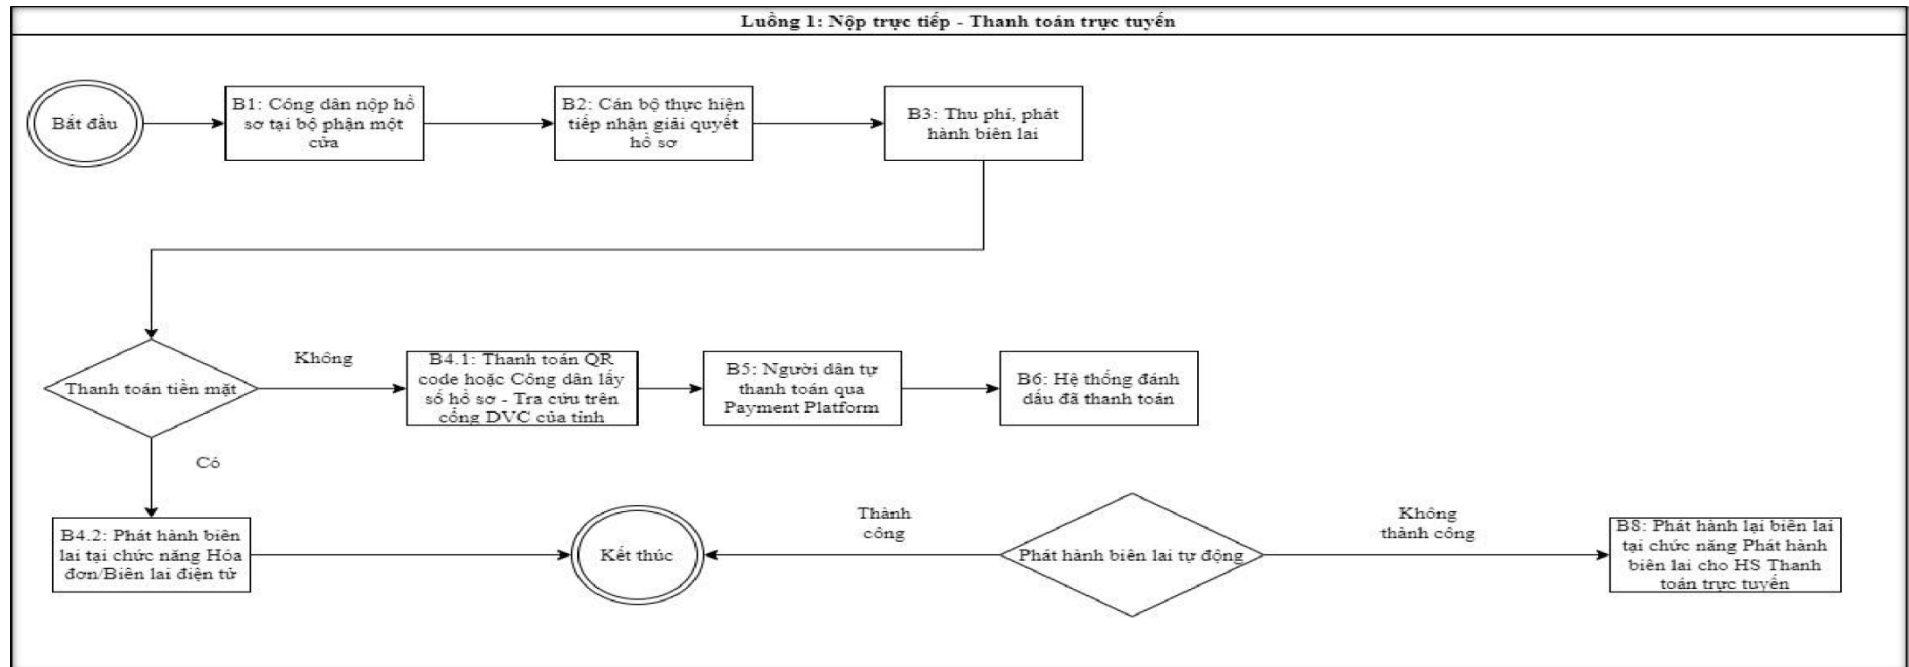 Luồng 1: Nộp trực tiếp - Thanh toán trực tuyến
Bắt đầu
B1: Công dân nộp hồ
sơ tại bộ phận một
cửa
B2: Cán bộ thực hiện
tiếp nhận giải quyết
hồ sơ
B3: Thu phí, phát
hành biên lai
Thanh toán tiền mặt
Không
B4.1: Thanh toán QR
code hoặc Công dân lấy
số hồ sơ - Tra cứu trên
cổng DVC của tỉnh
B5: Người dân tự
thanh toán qua
Payment Platform
B6: Hệ thống đánh
dấu đã thanh toán
Có
B4.2: Phát hành biên
lai tại chức năng Hóa
đơn/Biên lai điện tử
Kết thúc
Thành
công
Phát hành biên lai tự động
Không
thành công
B8: Phát hành lại biên lai
tại chức năng Phát hành
biên lai cho HS Thanh
toán trực tuyến